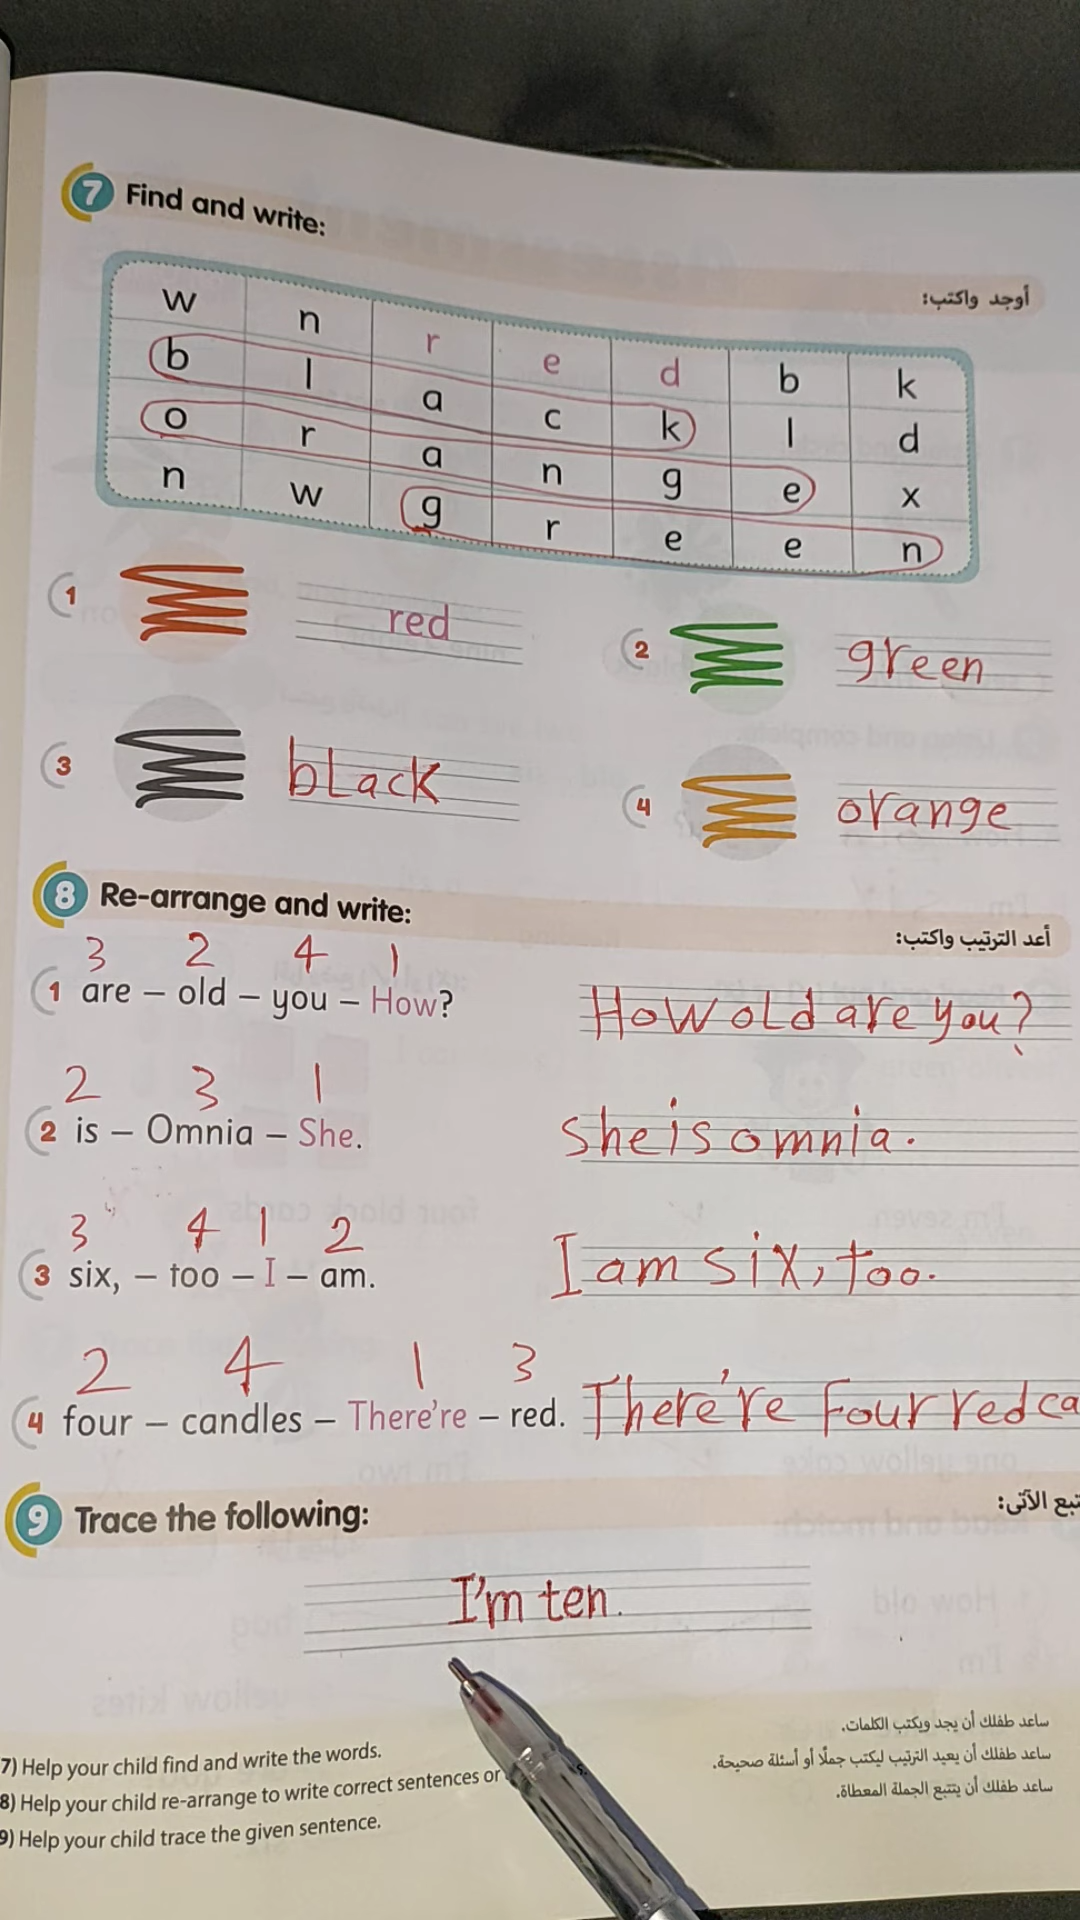 7 Find and write:
أوجد واكتب:
w n r e d b k
b l a c k l d
o r a n g e x
n w g r e e n
1 red
2 green
3 black
4 orange
8 Re-arrange and write:
أعد الترتيب واكتب:
3 2 4 1
1 are – old – you – How?
How old are you?
2 3 1
2 is – Omnia – She.
She is omnia.
3 4 1 2
3 six, – too – I – am.
I am six, too.
2 4 1 3
4 four – candles – There're – red.
There're Four red ca
9 Trace the following:
تبع الآتى:
I'm ten.
7) Help your child find and write the words.
ساعد طفلك أن يجد ويكتب الكلمات.
8) Help your child re-arrange to write correct sentences or
ساعد طفلك أن يعيد الترتيب ليكتب جملًا أو أسئلة صحيحة.
9) Help your child trace the given sentence.
ساعد طفلك أن يتتبع الجملة المعطاة.